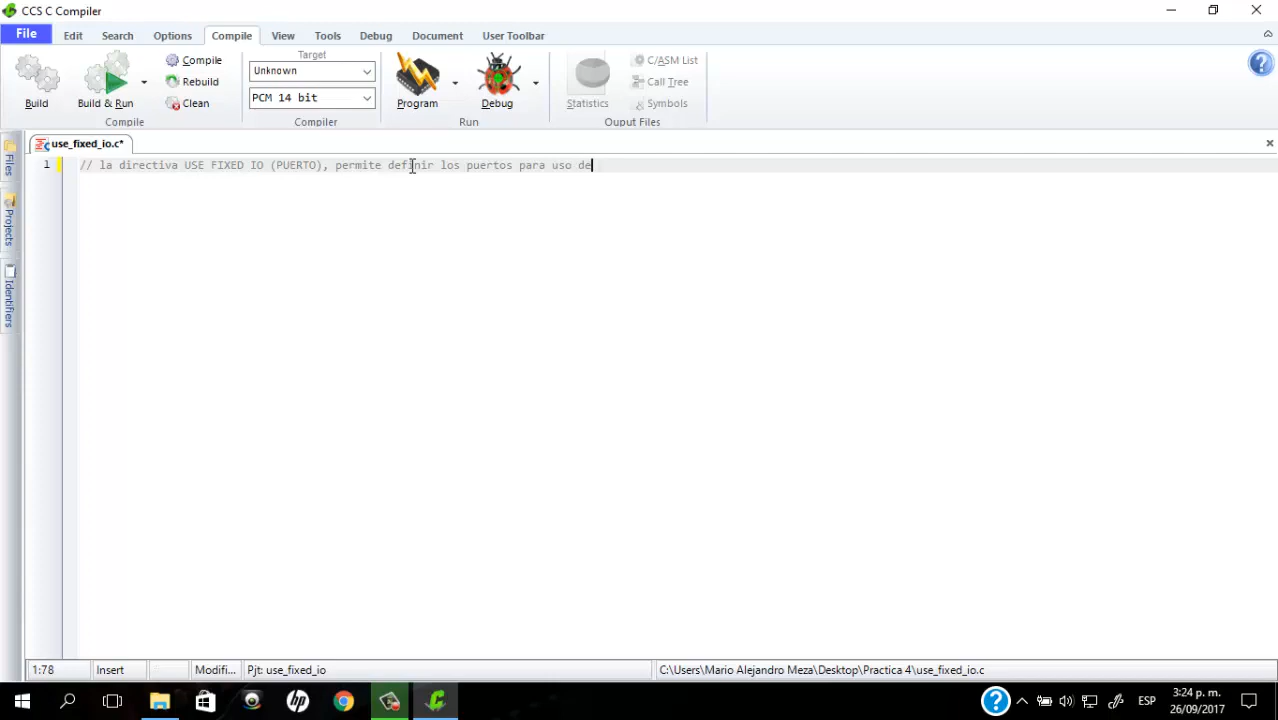 CCS C Compiler
File Edit Search Options Compile View Tools Debug Document User Toolbar
Build
Build & Run
Compile
Rebuild
Clean
Compile
Target
Unknown
PCM 14 bit
Compiler
Program
Debug
Run
Statistics
C/ASM List
Call Tree
Symbols
Ouput Files
use_fixed_io.c*
Files
Projects
Identifiers
1 // la directiva USE FIXED IO (PUERTO), permite definir los puertos para uso de
1:78 Insert Modifi... Pjt: use_fixed_io C:\Users\Mario Alejandro Meza\Desktop\Practica 4\use_fixed_io.c
ESP
3:24 p. m.
26/09/2017